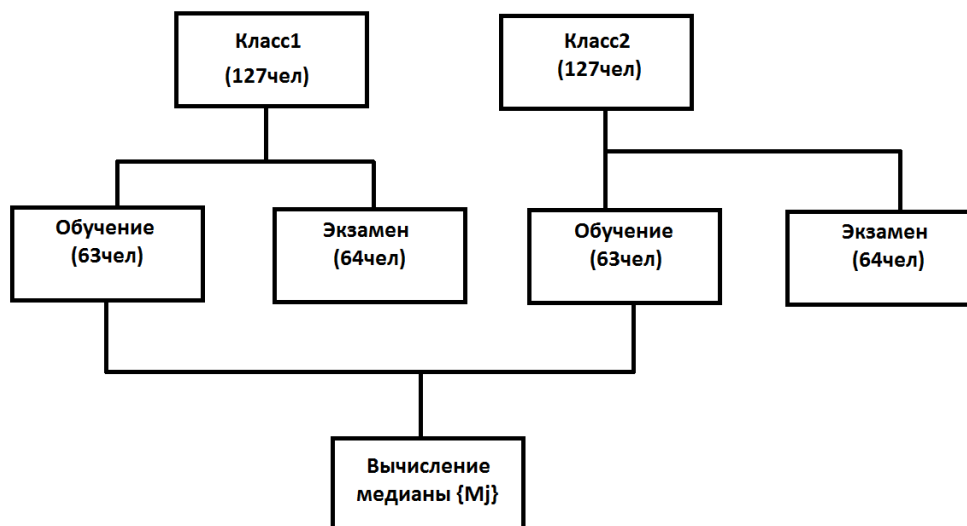 Класс1
(127чел)
Класс2
(127чел)
Обучение
(63чел)
Экзамен
(64чел)
Обучение
(63чел)
Экзамен
(64чел)
Вычисление
медианы {Mj}